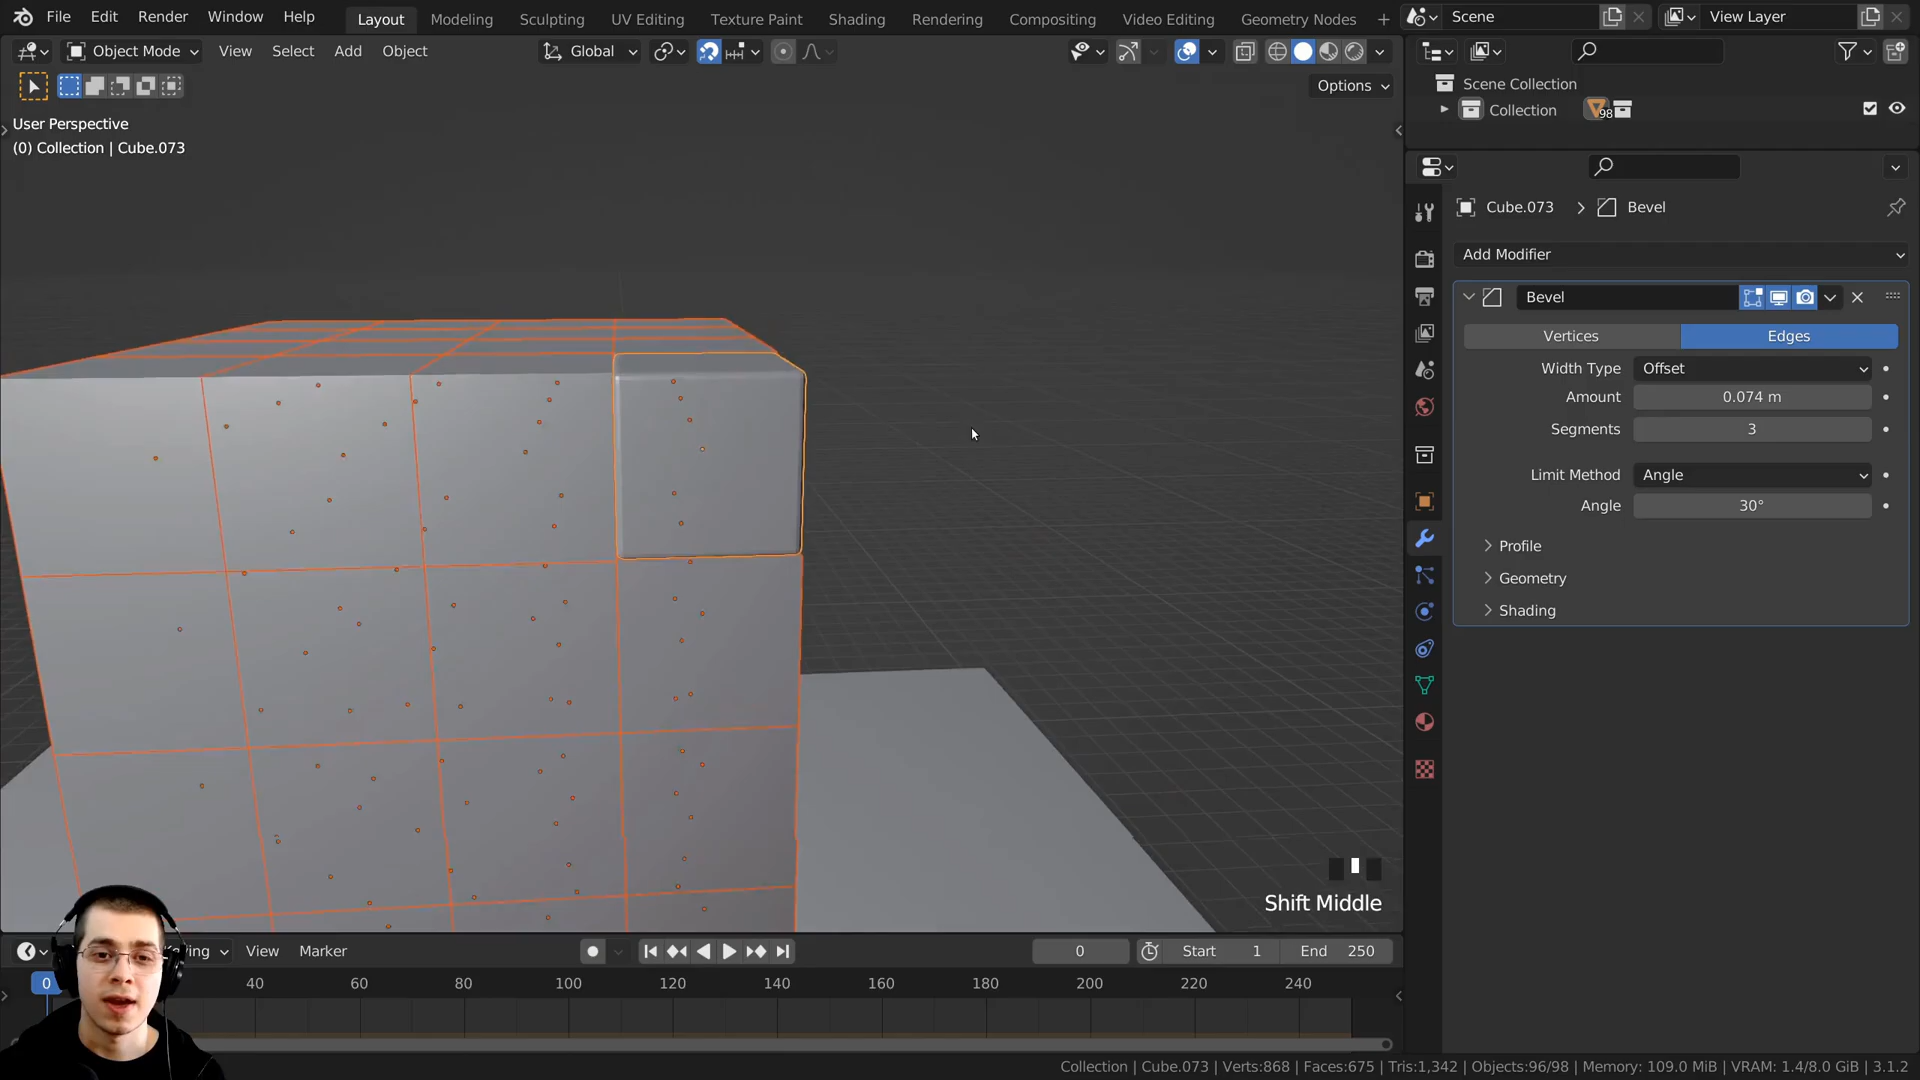 File Edit Render Window Help Layout Modeling Sculpting UV Editing Texture Paint Shading Rendering Compositing Video Editing Geometry Nodes + Scene View Layer
Object Mode View Select Add Object Global
Options
User Perspective
(0) Collection | Cube.073
Scene Collection
Collection 98
Cube.073 > Bevel
Add Modifier
Bevel
Vertices Edges
Width Type Offset
Amount 0.074 m
Segments 3
Limit Method Angle
Angle 30°
Profile
Geometry
Shading
Shift Middle
View Marker 0 Start 1 End 250
0 40 60 80 100 120 140 160 180 200 220 240
Collection | Cube.073 | Verts:868 | Faces:675 | Tris:1,342 | Objects:96/98 | Memory: 109.0 MiB | VRAM: 1.4/8.0 GiB | 3.1.2